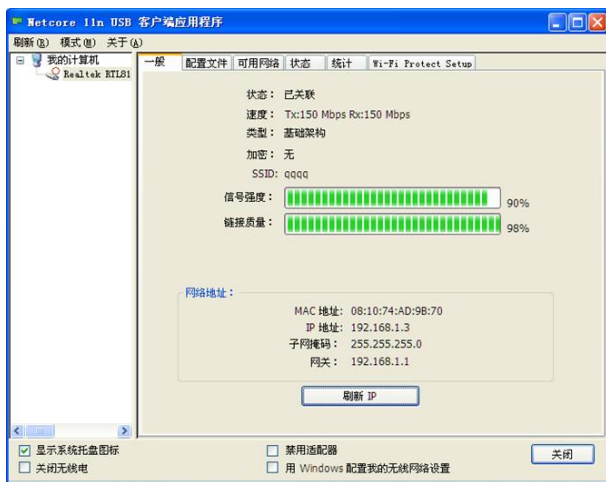 Netcore 11n USB 客户端应用程序
刷新(R) 模式(M) 关于(A)
我的计算机
Realtek RTL81
一般 配置文件 可用网络 状态 统计 Wi-Fi Protect Setup
状态： 已关联
速度： Tx:150 Mbps Rx:150 Mbps
类型： 基础架构
加密： 无
SSID: qqqq
信号强度： 90%
链接质量： 98%
网络地址：
MAC 地址: 08:10:74:AD:9B:70
IP 地址: 192.168.1.3
子网掩码： 255.255.255.0
网关： 192.168.1.1
刷新 IP
显示系统托盘图标 禁用适配器 关闭
关闭无线电 用 Windows 配置我的无线网络设置